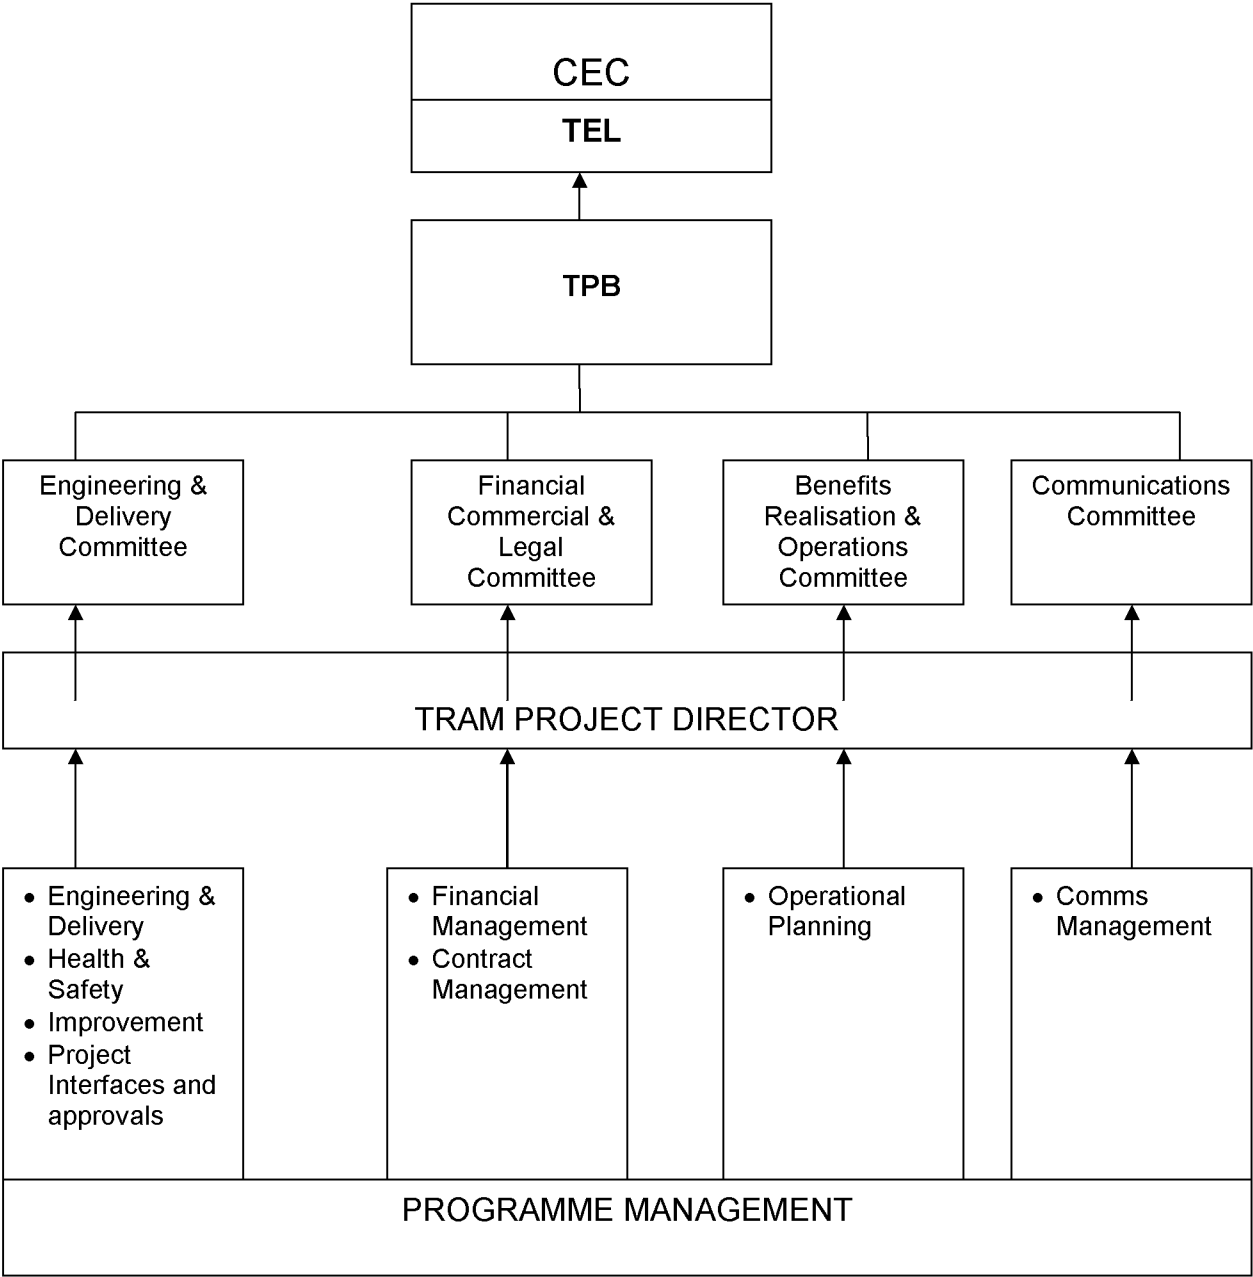 CEC
TEL
TPB
Engineering &
Delivery
Committee
Financial
Commercial &
Legal
Committee
Benefits
Realisation &
Operations
Committee
Communications
Committee
TRAM PROJECT DIRECTOR
• Engineering &
Delivery
• Health &
Safety
• Improvement
• Project
Interfaces and
approvals
• Financial
Management
• Contract
Management
• Operational
Planning
• Comms
Management
PROGRAMME MANAGEMENT